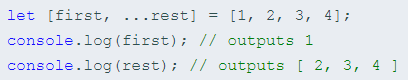 let [first, ...rest] = [1, 2, 3, 4];
console.log(first); // outputs 1
console.log(rest); // outputs [ 2, 3, 4 ]